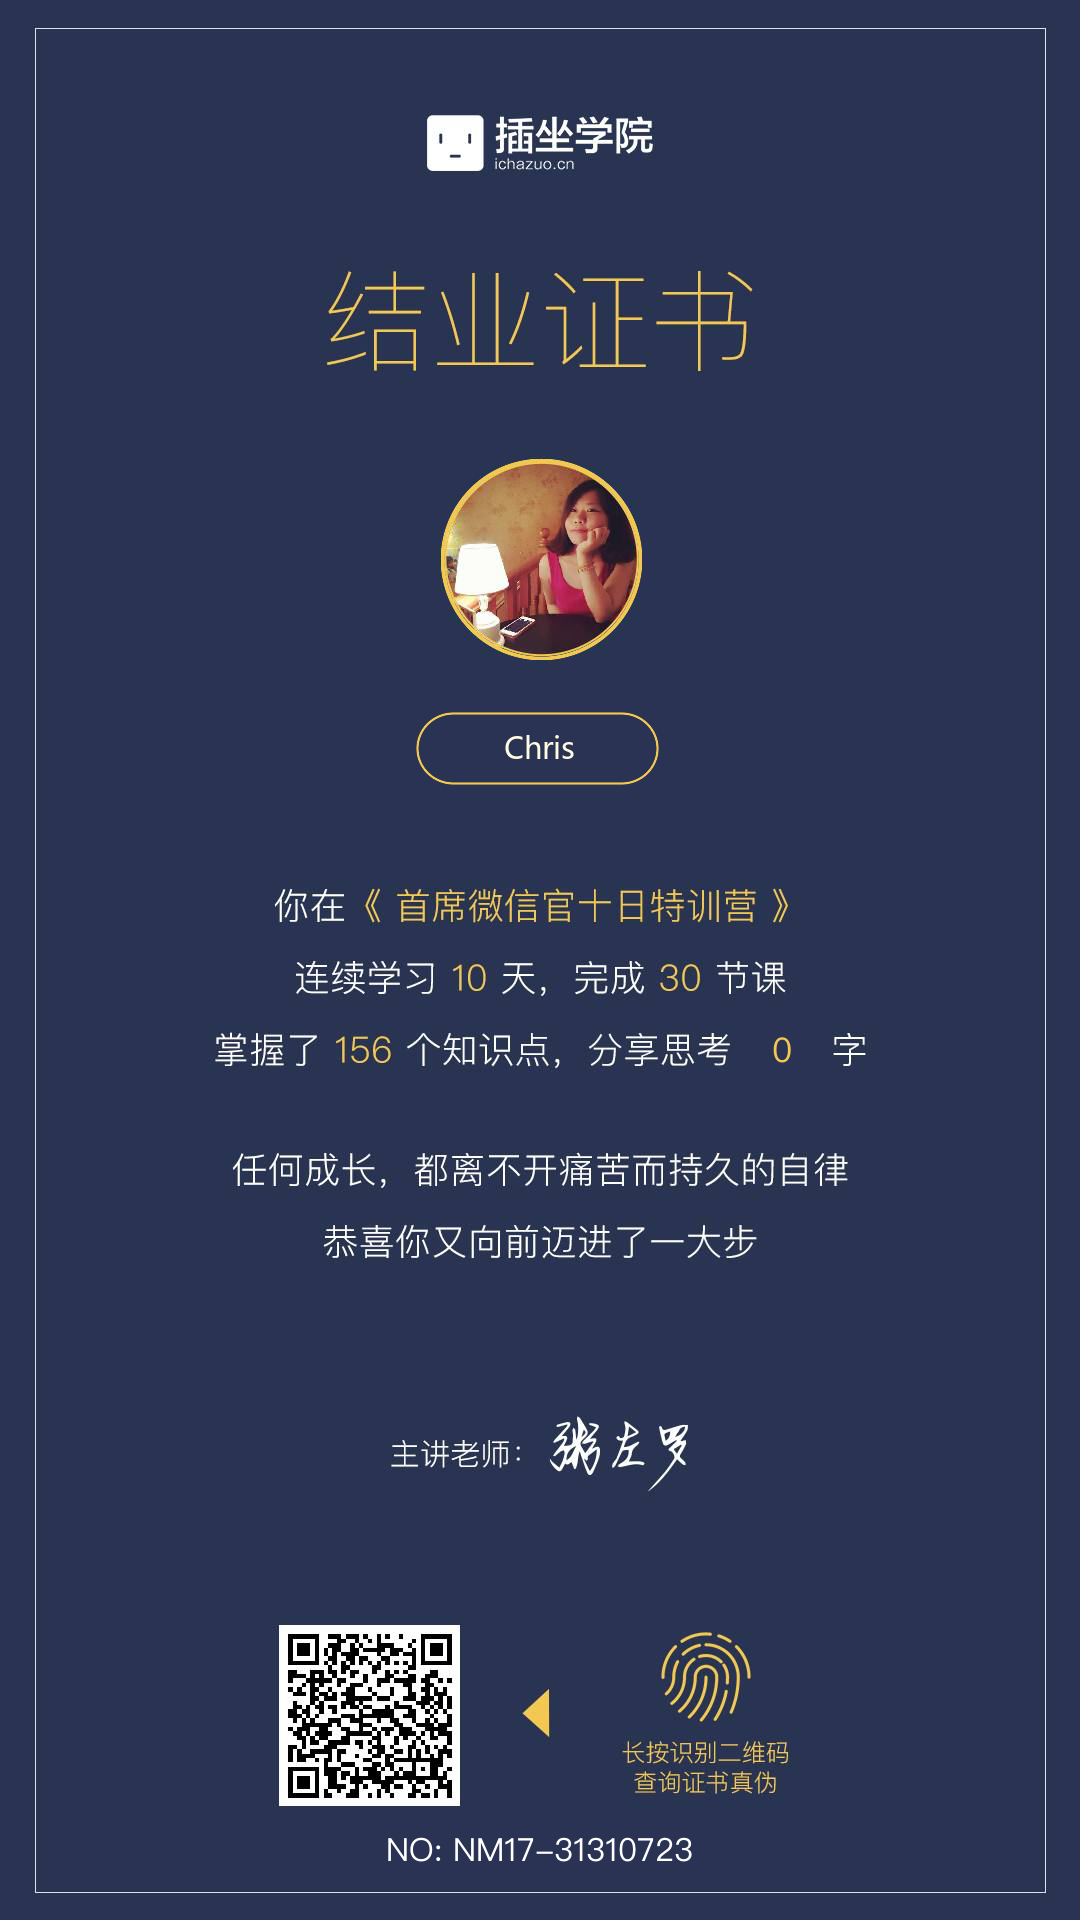 插坐学院
ichazuo.cn
结业证书
Chris
你在《 首席微信官十日特训营 》
连续学习 10 天，完成 30 节课
掌握了 156 个知识点，分享思考 0 字
任何成长，都离不开痛苦而持久的自律
恭喜你又向前迈进了一大步
主讲老师：粥左罗
长按识别二维码
查询证书真伪
NO: NM17-31310723